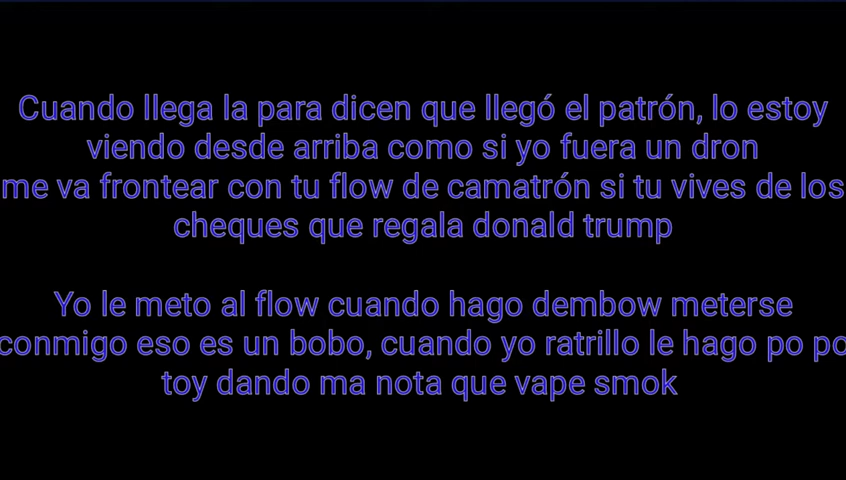 Cuando llega la para dicen que llegó el patrón, lo estoy
viendo desde arriba como si yo fuera un dron
me va frontear con tu flow de camatrón si tu vives de los
cheques que regala donald trump
Yo le meto al flow cuando hago dembow meterse
conmigo eso es un bobo, cuando yo ratrillo le hago po po
toy dando ma nota que vape smok